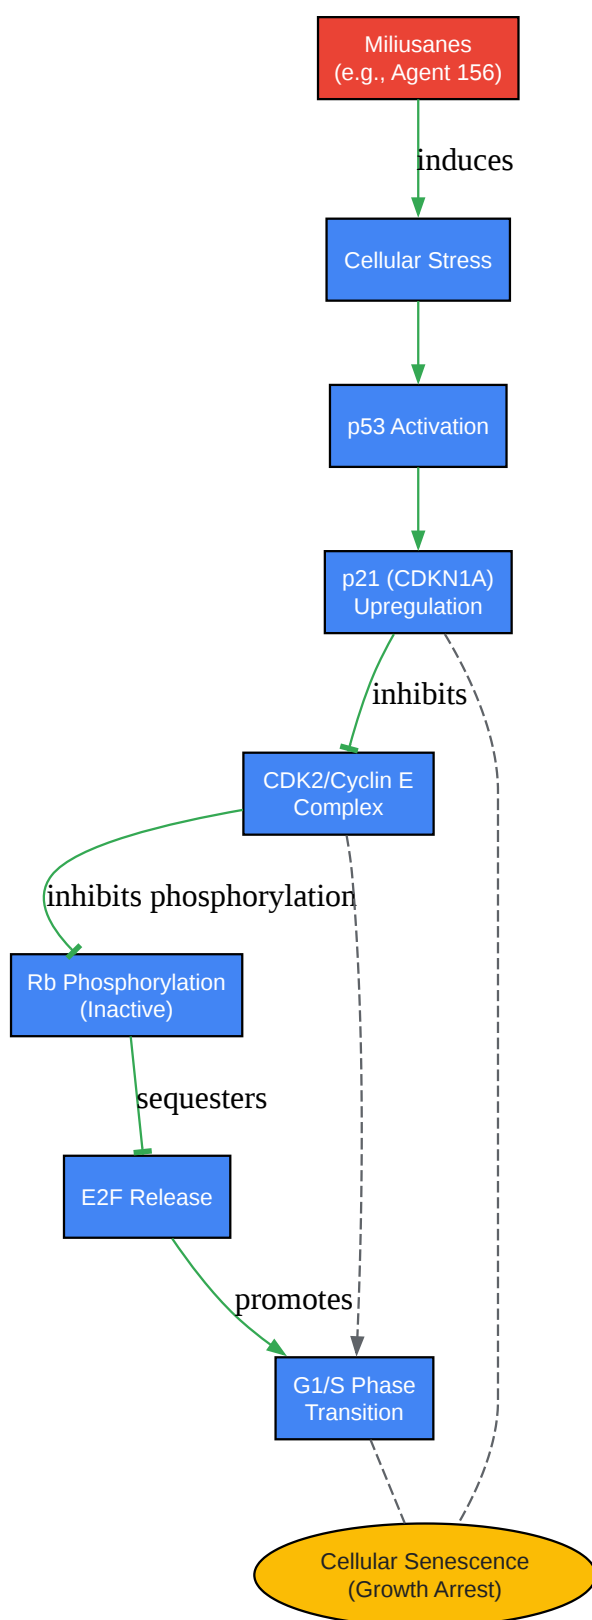 Miliusanes
(e.g., Agent 156)
induces
Cellular Stress
p53 Activation
p21 (CDKN1A)
Upregulation
inhibits
CDK2/Cyclin E
Complex
inhibits phosphorylation
Rb Phosphorylation
(Inactive)
sequesters
E2F Release
promotes
G1/S Phase
Transition
Cellular Senescence
(Growth Arrest)